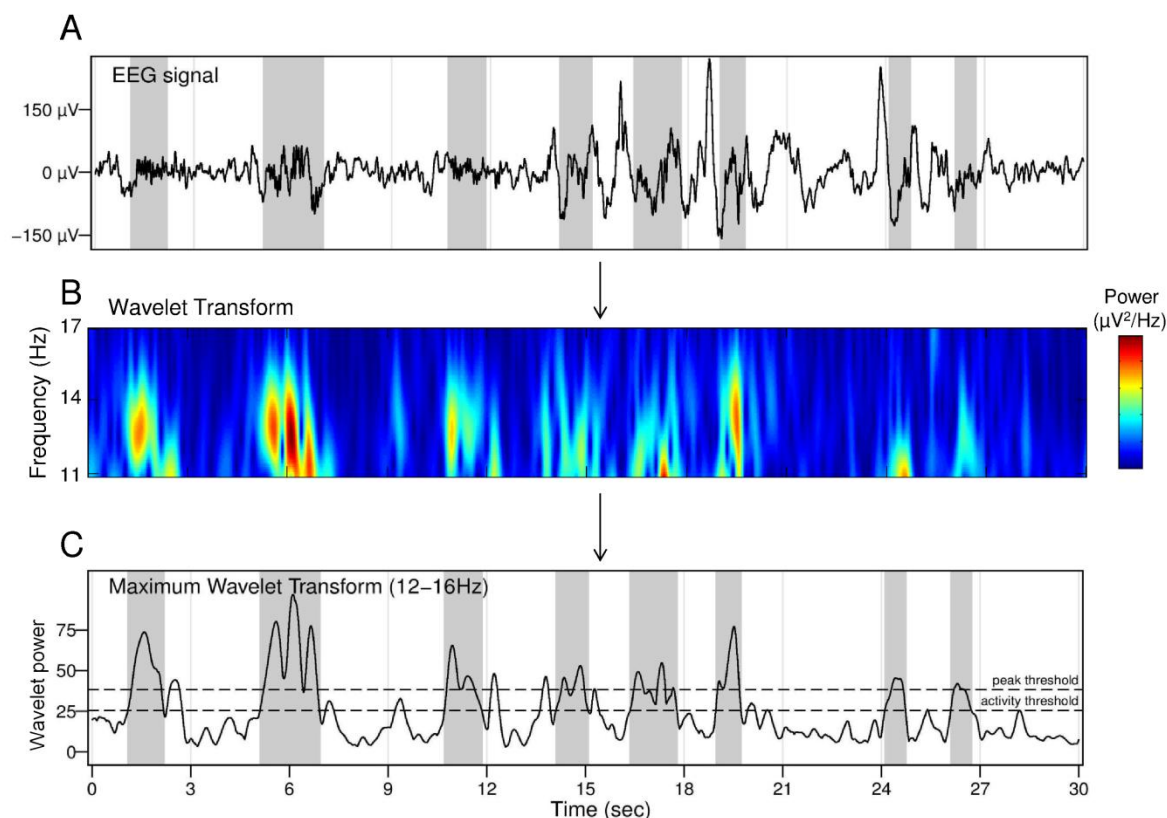 A
EEG signal
150 µV
0 µV
−150 µV
B
Wavelet Transform
Power
(µV²/Hz)
Frequency (Hz)
17
14
11
C
Maximum Wavelet Transform (12−16Hz)
Wavelet power
75
50
25
0
peak threshold
activity threshold
0 3 6 9 12 15 18 21 24 27 30
Time (sec)